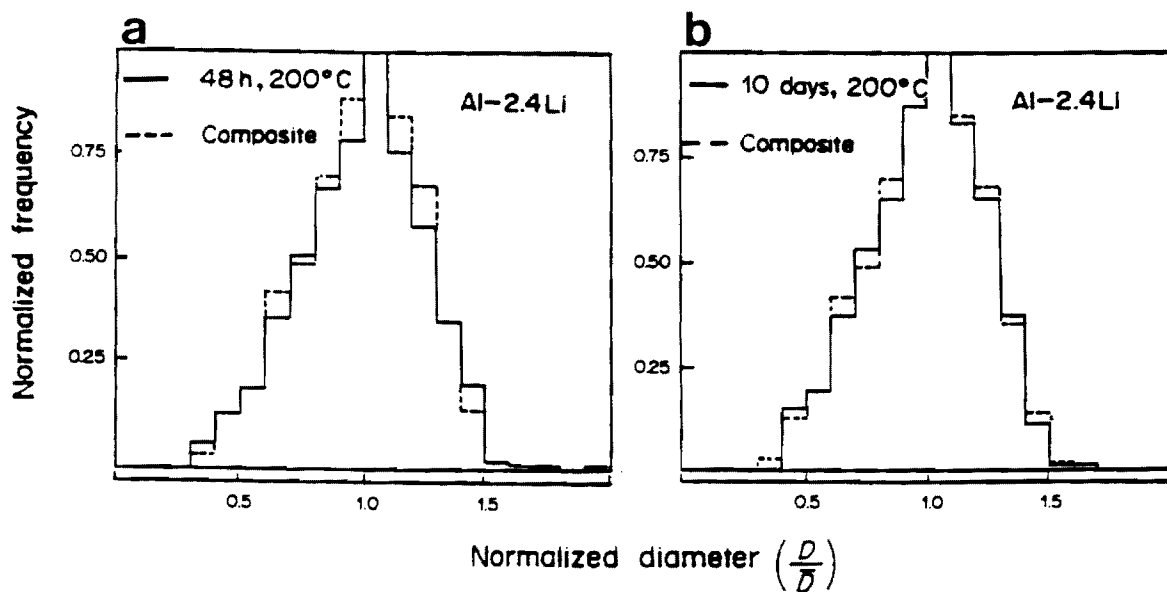 a
48h, 200°C
Al-2.4Li
Composite
Normalized frequency
0.75
0.50
0.25
0.5
1.0
1.5
b
10 days, 200°C
Al-2.4Li
Composite
0.75
0.50
0.25
0.5
1.0
1.5
Normalized diameter (D/D̄)